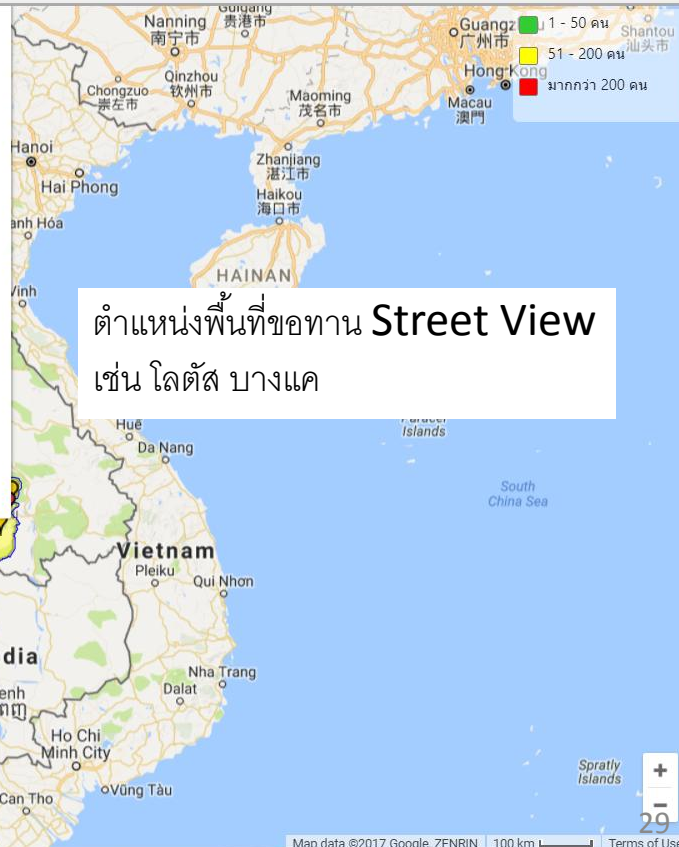 Guigang
贵港市
Nanning
南宁市
1 - 50 คน
Shantou
汕头市
广州市
51 - 200 คน
Qinzhou
钦州市
Chongzuo
崇左市
Hong Kong
มากกว่า 200 คน
Maoming
茂名市
Macau
澳門
Hanoi
Zhanjiang
湛江市
Hai Phong
Haikou
海口市
anh Hóa
HAINAN
Vinh
ตำแหน่งพื้นที่ขอทาน Street View
เช่น โลตัส บางแค
Huế
Paracel
Islands
Da Nang
South
China Sea
Vietnam
Pleiku
Qui Nhơn
dia
Nha Trang
Dalat
enh
Ho Chi
Minh City
Spratly
Islands
+
Vũng Tàu
Can Tho
29
Map data ©2017 Google, ZENRIN
100 km
Terms of Use